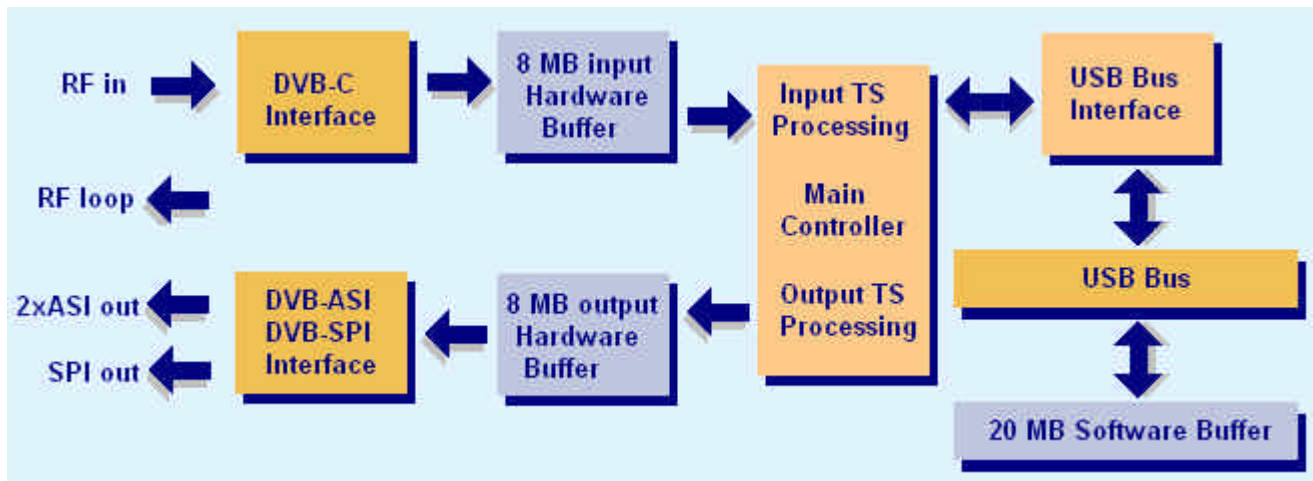 RF in
DVB-C
Interface
8 MB input
Hardware
Buffer
Input TS
Processing
Main
Controller
Output TS
Processing
USB Bus
Interface
RF loop
2xASI out
SPI out
DVB-ASI
DVB-SPI
Interface
8 MB output
Hardware
Buffer
USB Bus
20 MB Software Buffer